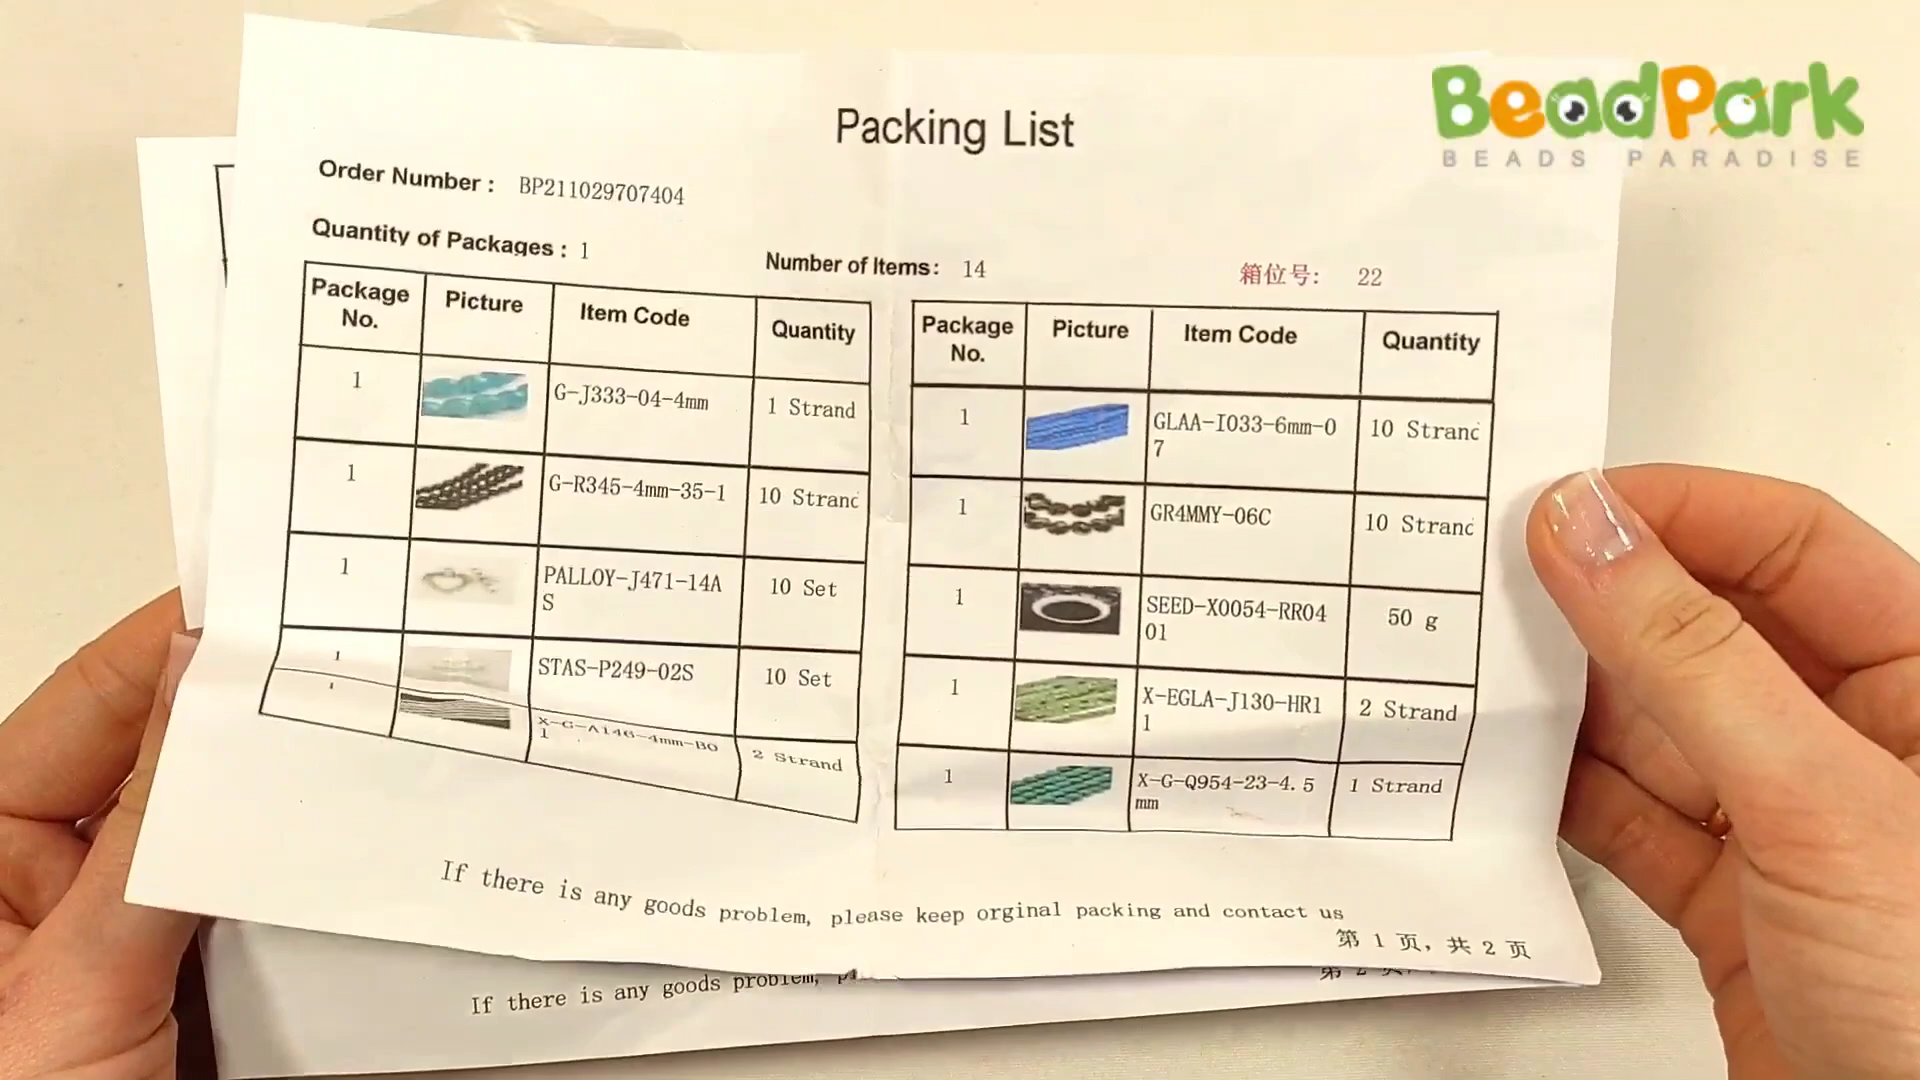 BeadPark
BEADS PARADISE
Packing List
Order Number: BP211029707404
Quantity of Packages: 1
Number of Items: 14
箱位号: 22
Package No. Picture Item Code Quantity
1 G-J333-04-4mm 1 Strand
1 G-R345-4mm-35-1 10 Stranc
1 PALLOY-J471-14A
S 10 Set
1 STAS-P249-02S 10 Set
1 X-G-A146-4mm-B0
1 2 Strand
Package No. Picture Item Code Quantity
1 GLAA-I033-6mm-0
7 10 Stranc
1 GR4MMY-06C 10 Stranc
1 SEED-X0054-RR04
01 50 g
1 X-EGLA-J130-HR1
1 2 Strand
1 X-G-Q954-23-4.5
mm 1 Strand
If there is any goods problem, please keep orginal packing and contact us
第 1 页, 共 2 页
If there is any goods problem,